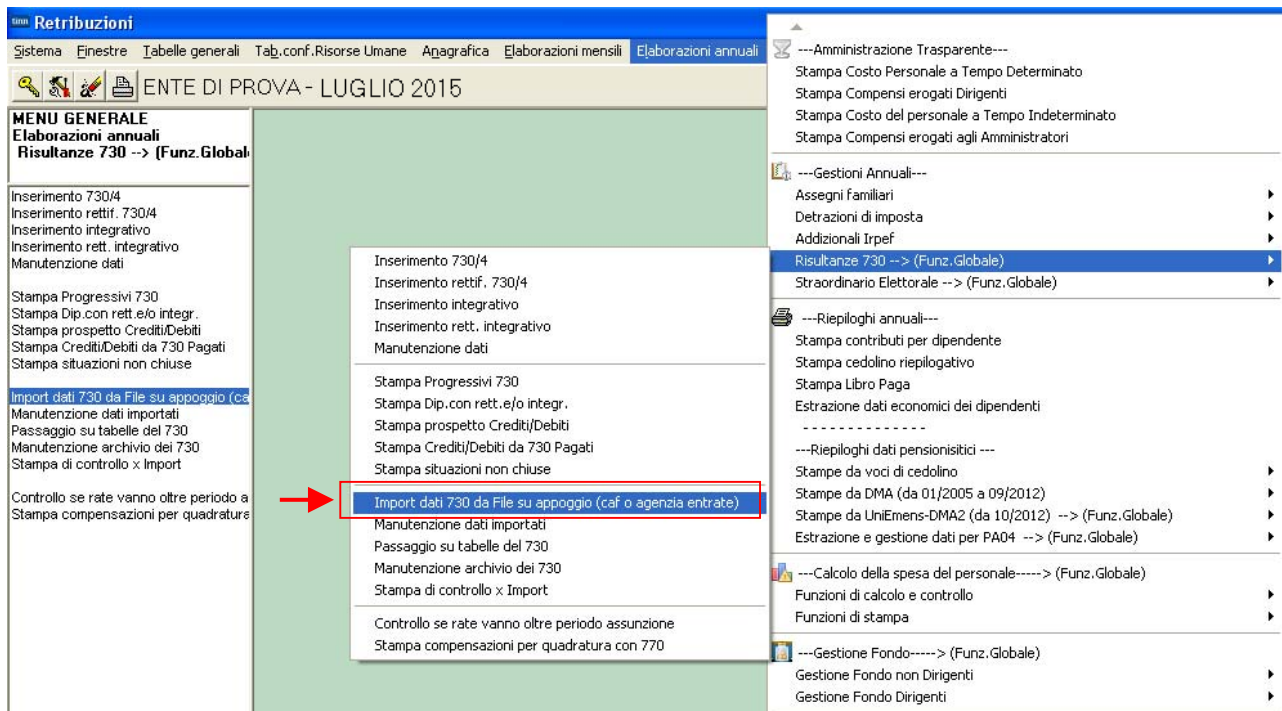 tinn Retribuzioni
Sistema Finestre Tabelle generali Tab.conf.Risorse Umane Anagrafica Elaborazioni mensili Elaborazioni annuali
ENTE DI PROVA - LUGLIO 2015
MENU GENERALE
Elaborazioni annuali
Risultanze 730 --> (Funz.Global
Inserimento 730/4
Inserimento rettif. 730/4
Inserimento integrativo
Inserimento rett. integrativo
Manutenzione dati
Stampa Progressivi 730
Stampa Dip.con rett.e/o integr.
Stampa prospetto Crediti/Debiti
Stampa Crediti/Debiti da 730 Pagati
Stampa situazioni non chiuse
Import dati 730 da File su appoggio (ca
Manutenzione dati importati
Passaggio su tabelle del 730
Manutenzione archivio dei 730
Stampa di controllo x Import
Controllo se rate vanno oltre periodo a
Stampa compensazioni per quadratura
Inserimento 730/4
Inserimento rettif. 730/4
Inserimento integrativo
Inserimento rett. integrativo
Manutenzione dati
Stampa Progressivi 730
Stampa Dip.con rett.e/o integr.
Stampa prospetto Crediti/Debiti
Stampa Crediti/Debiti da 730 Pagati
Stampa situazioni non chiuse
Import dati 730 da File su appoggio (caf o agenzia entrate)
Manutenzione dati importati
Passaggio su tabelle del 730
Manutenzione archivio dei 730
Stampa di controllo x Import
Controllo se rate vanno oltre periodo assunzione
Stampa compensazioni per quadratura con 770
---Amministrazione Trasparente---
Stampa Costo Personale a Tempo Determinato
Stampa Compensi erogati Dirigenti
Stampa Costo del personale a Tempo Indeterminato
Stampa Compensi erogati agli Amministratori
---Gestioni Annuali---
Assegni familiari
Detrazioni di imposta
Addizionali Irpef
Risultanze 730 --> (Funz.Globale)
Straordinario Elettorale --> (Funz.Globale)
---Riepiloghi annuali---
Stampa contributi per dipendente
Stampa cedolino riepilogativo
Stampa Libro Paga
Estrazione dati economici dei dipendenti
- - - - - - - - - - - - - -
---Riepiloghi dati pensionisitici ---
Stampe da voci di cedolino
Stampe da DMA (da 01/2005 a 09/2012)
Stampe da UniEmens-DMA2 (da 10/2012) --> (Funz.Globale)
Estrazione e gestione dati per PA04 --> (Funz.Globale)
---Calcolo della spesa del personale-----> (Funz.Globale)
Funzioni di calcolo e controllo
Funzioni di stampa
---Gestione Fondo-----> (Funz.Globale)
Gestione Fondo non Dirigenti
Gestione Fondo Dirigenti